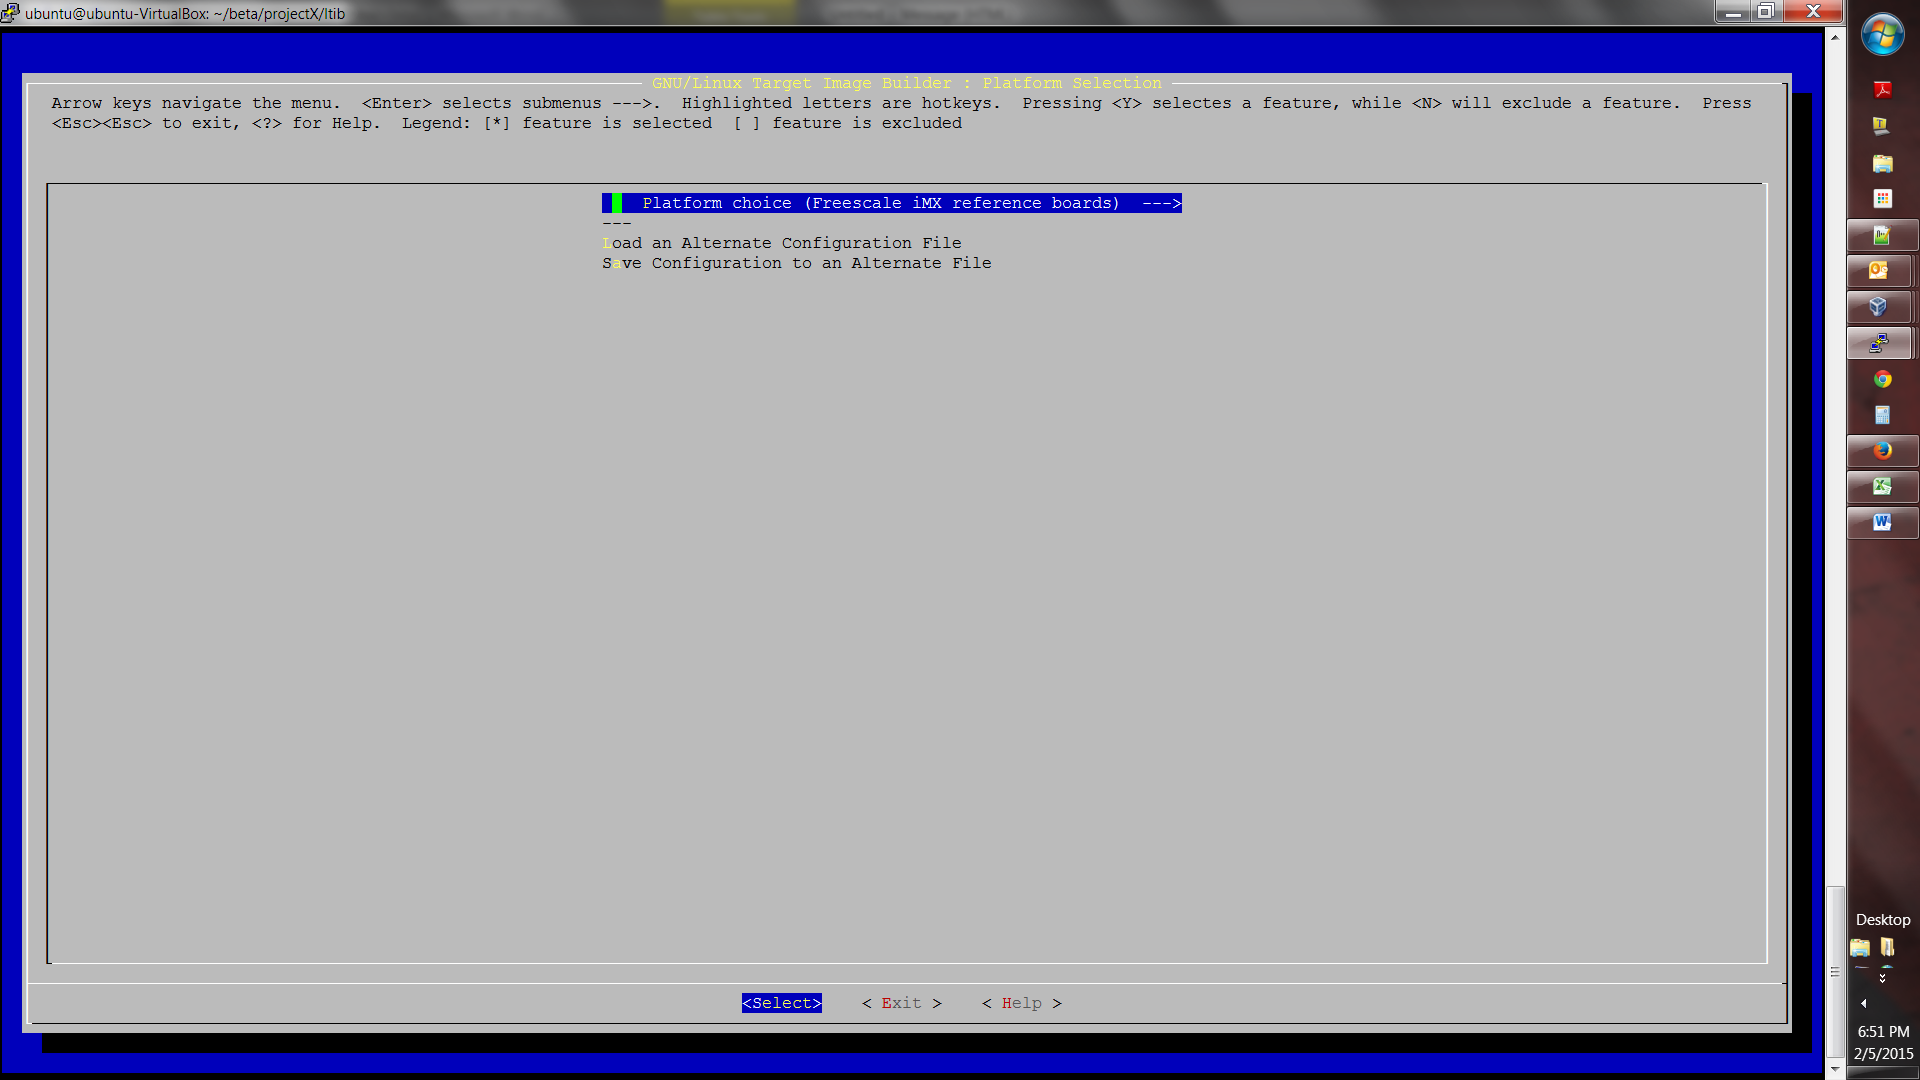 ubuntu@ubuntu-VirtualBox: ~/beta/projectX/ltib
GNU/Linux Target Image Builder : Platform Selection
Arrow keys navigate the menu.  <Enter> selects submenus --->.  Highlighted letters are hotkeys.  Pressing <Y> selectes a feature, while <N> will exclude a feature.  Press
<Esc><Esc> to exit, <?> for Help.  Legend: [*] feature is selected  [ ] feature is excluded
Platform choice (Freescale iMX reference boards)  --->
---
Load an Alternate Configuration File
Save Configuration to an Alternate File
<Select>    < Exit >    < Help >
Desktop
6:51 PM
2/5/2015